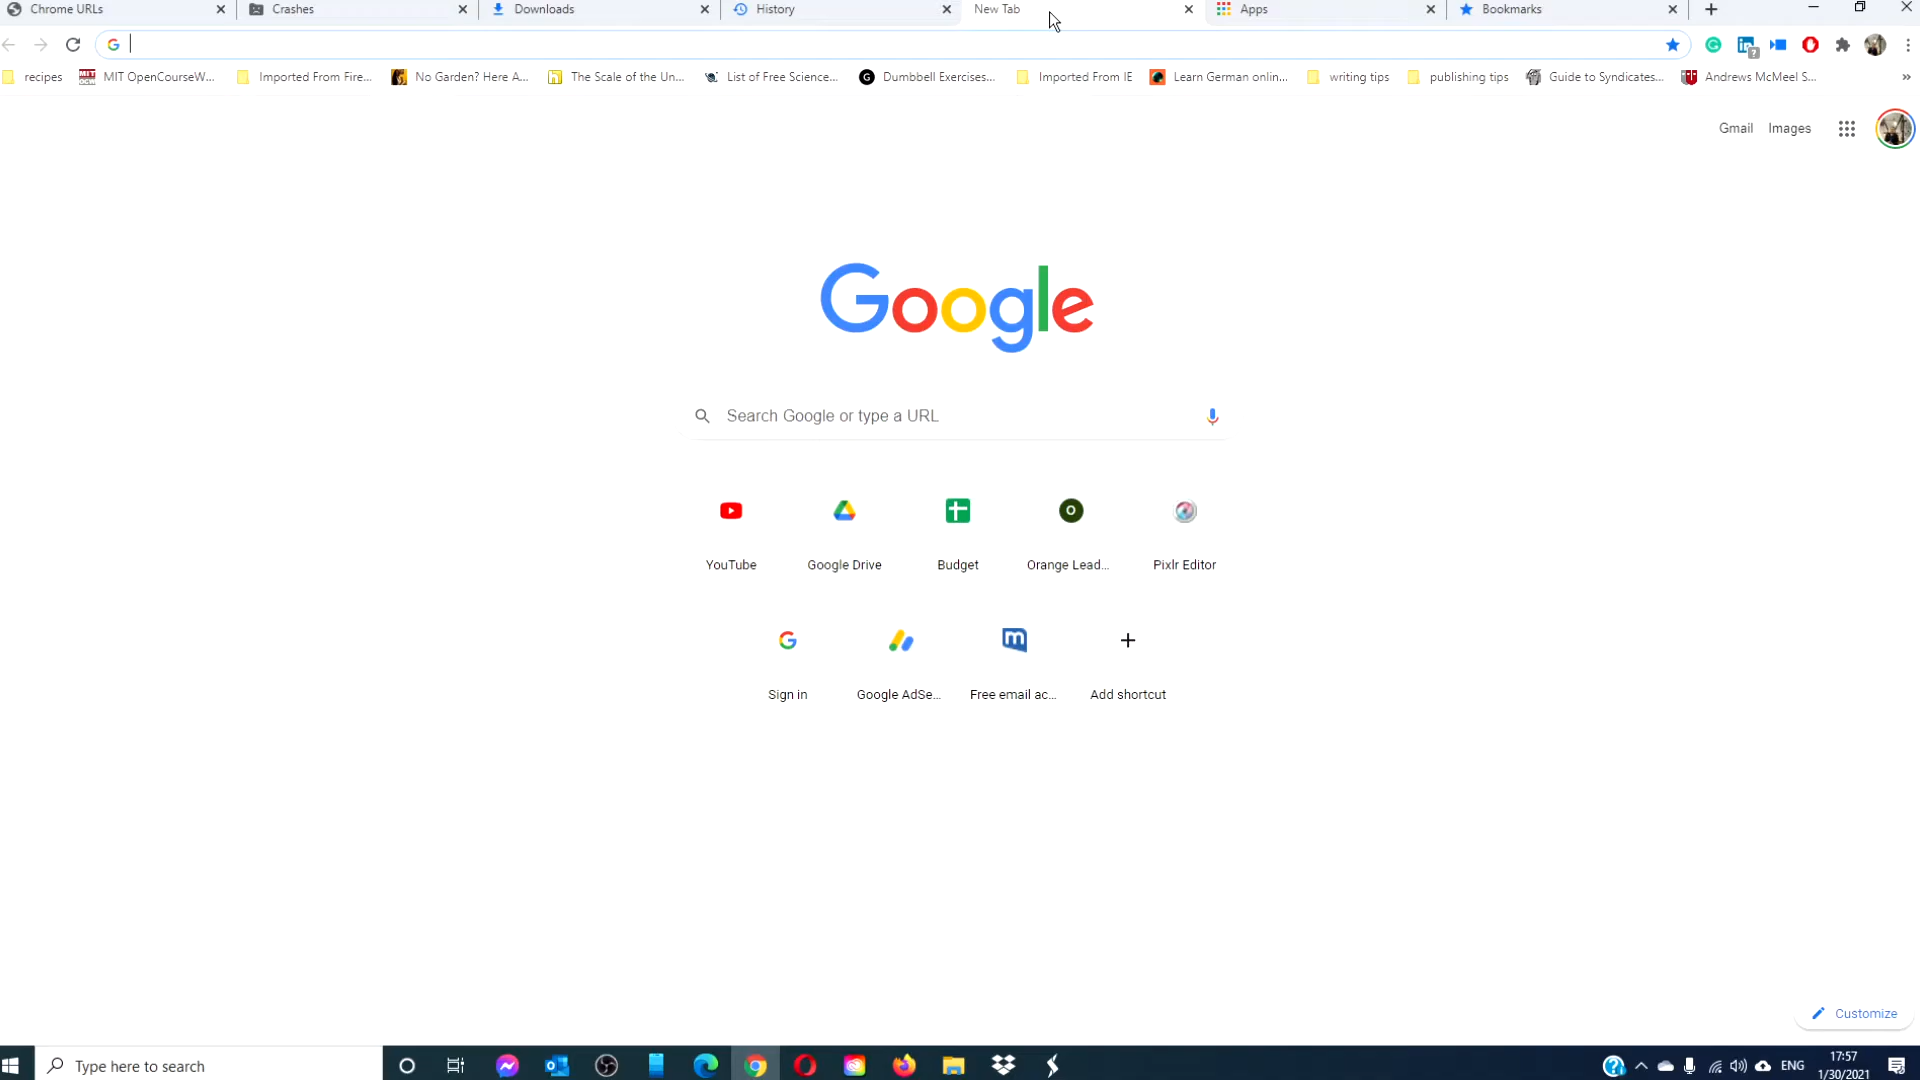 Chrome URLs Crashes Downloads History New Tab Apps Bookmarks
recipes MIT OpenCourseW... Imported From Fire... No Garden? Here A... The Scale of the Un... List of Free Science... Dumbbell Exercises... Imported From IE Learn German onlin... writing tips publishing tips Guide to Syndicates... Andrews McMeel S... »
Gmail Images
Google
Search Google or type a URL
YouTube Google Drive Budget Orange Lead... Pixlr Editor
Sign in Google AdSe... Free email ac... Add shortcut
Customize
Type here to search ENG 17:57
1/30/2021